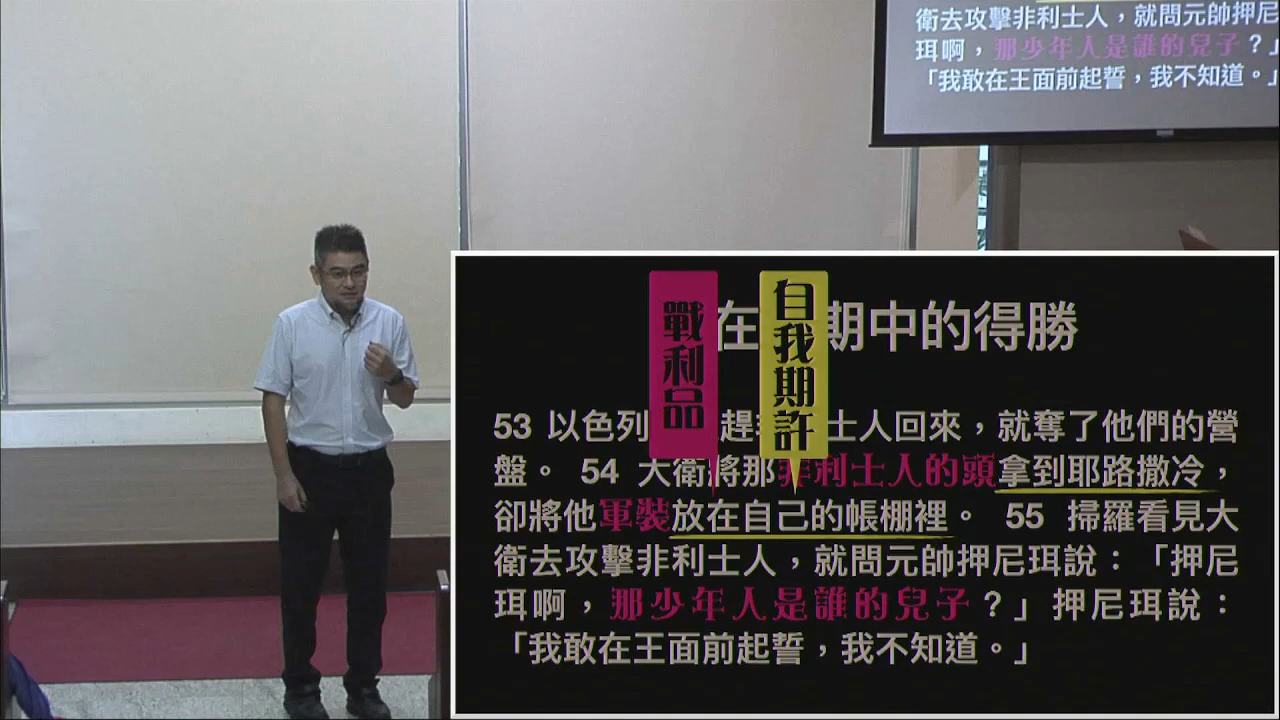 衛去攻擊非利士人，就問元帥押尼
珥啊，那少年人是誰的兒子？」
「我敢在王面前起誓，我不知道。」
戰利品
自我期許
在 期中的得勝
53 以色列 趕 士人回來，就奪了他們的營
盤。 54 大衛將那非利士人的頭拿到耶路撒冷，
卻將他軍裝放在自己的帳棚裡。 55 掃羅看見大
衛去攻擊非利士人，就問元帥押尼珥說：「押尼
珥啊，那少年人是誰的兒子？」押尼珥說：
「我敢在王面前起誓，我不知道。」